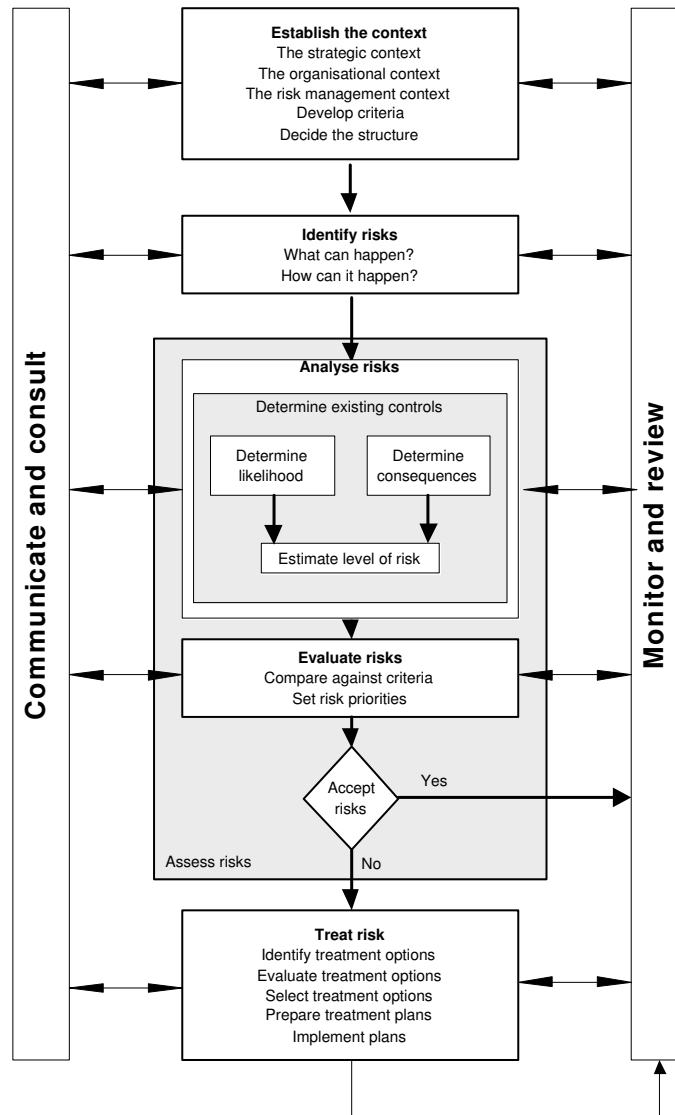 Establish the context
The strategic context
The organisational context
The risk management context
Develop criteria
Decide the structure
Identify risks
What can happen?
How can it happen?
Communicate and consult
Monitor and review
Analyse risks
Determine existing controls
Determine
likelihood
Determine
consequences
Estimate level of risk
Evaluate risks
Compare against criteria
Set risk priorities
Accept
risks
Yes
Assess risks
No
Treat risk
Identify treatment options
Evaluate treatment options
Select treatment options
Prepare treatment plans
Implement plans